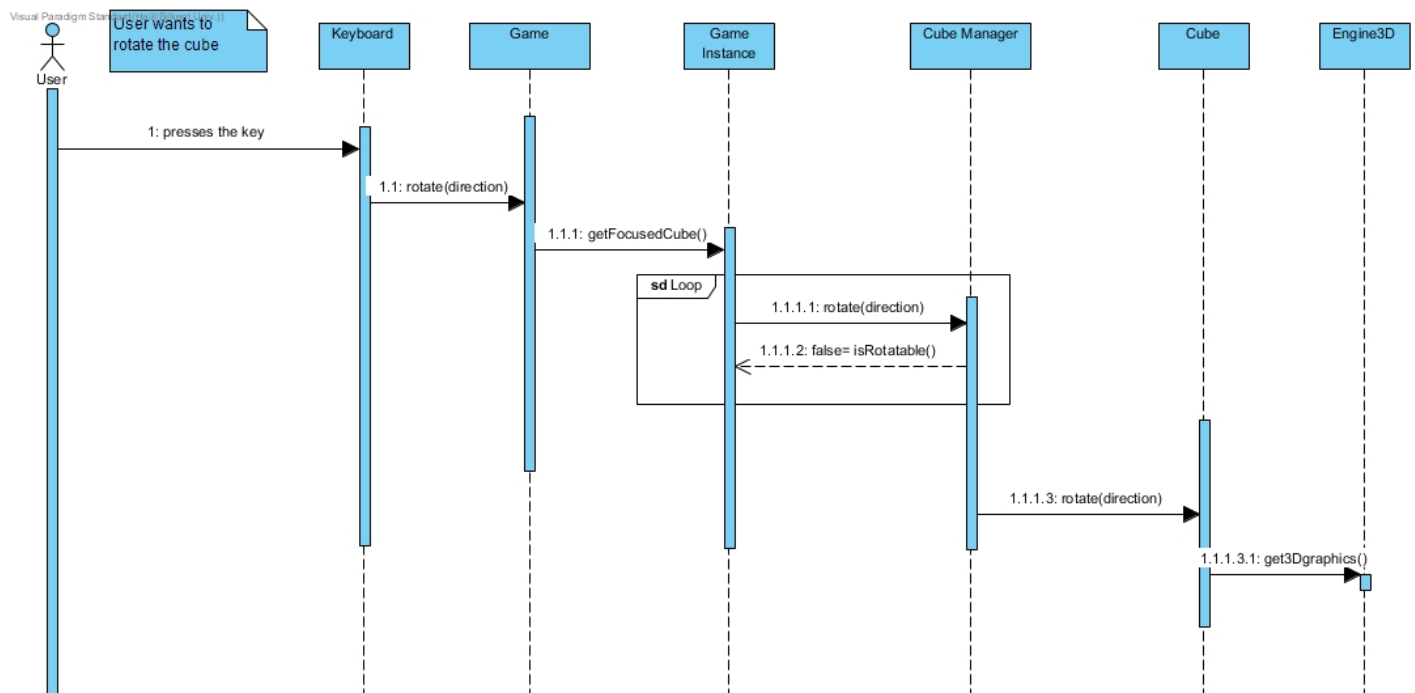 Visual Paradigm Standard
User wants to
rotate the cube
User
Keyboard
Game
Game
Instance
Cube Manager
Cube
Engine3D
1: presses the key
1.1: rotate(direction)
1.1.1: getFocusedCube()
sd Loop
1.1.1.1: rotate(direction)
1.1.1.2: false= isRotatable()
1.1.1.3: rotate(direction)
1.1.1.3.1: get3Dgraphics()